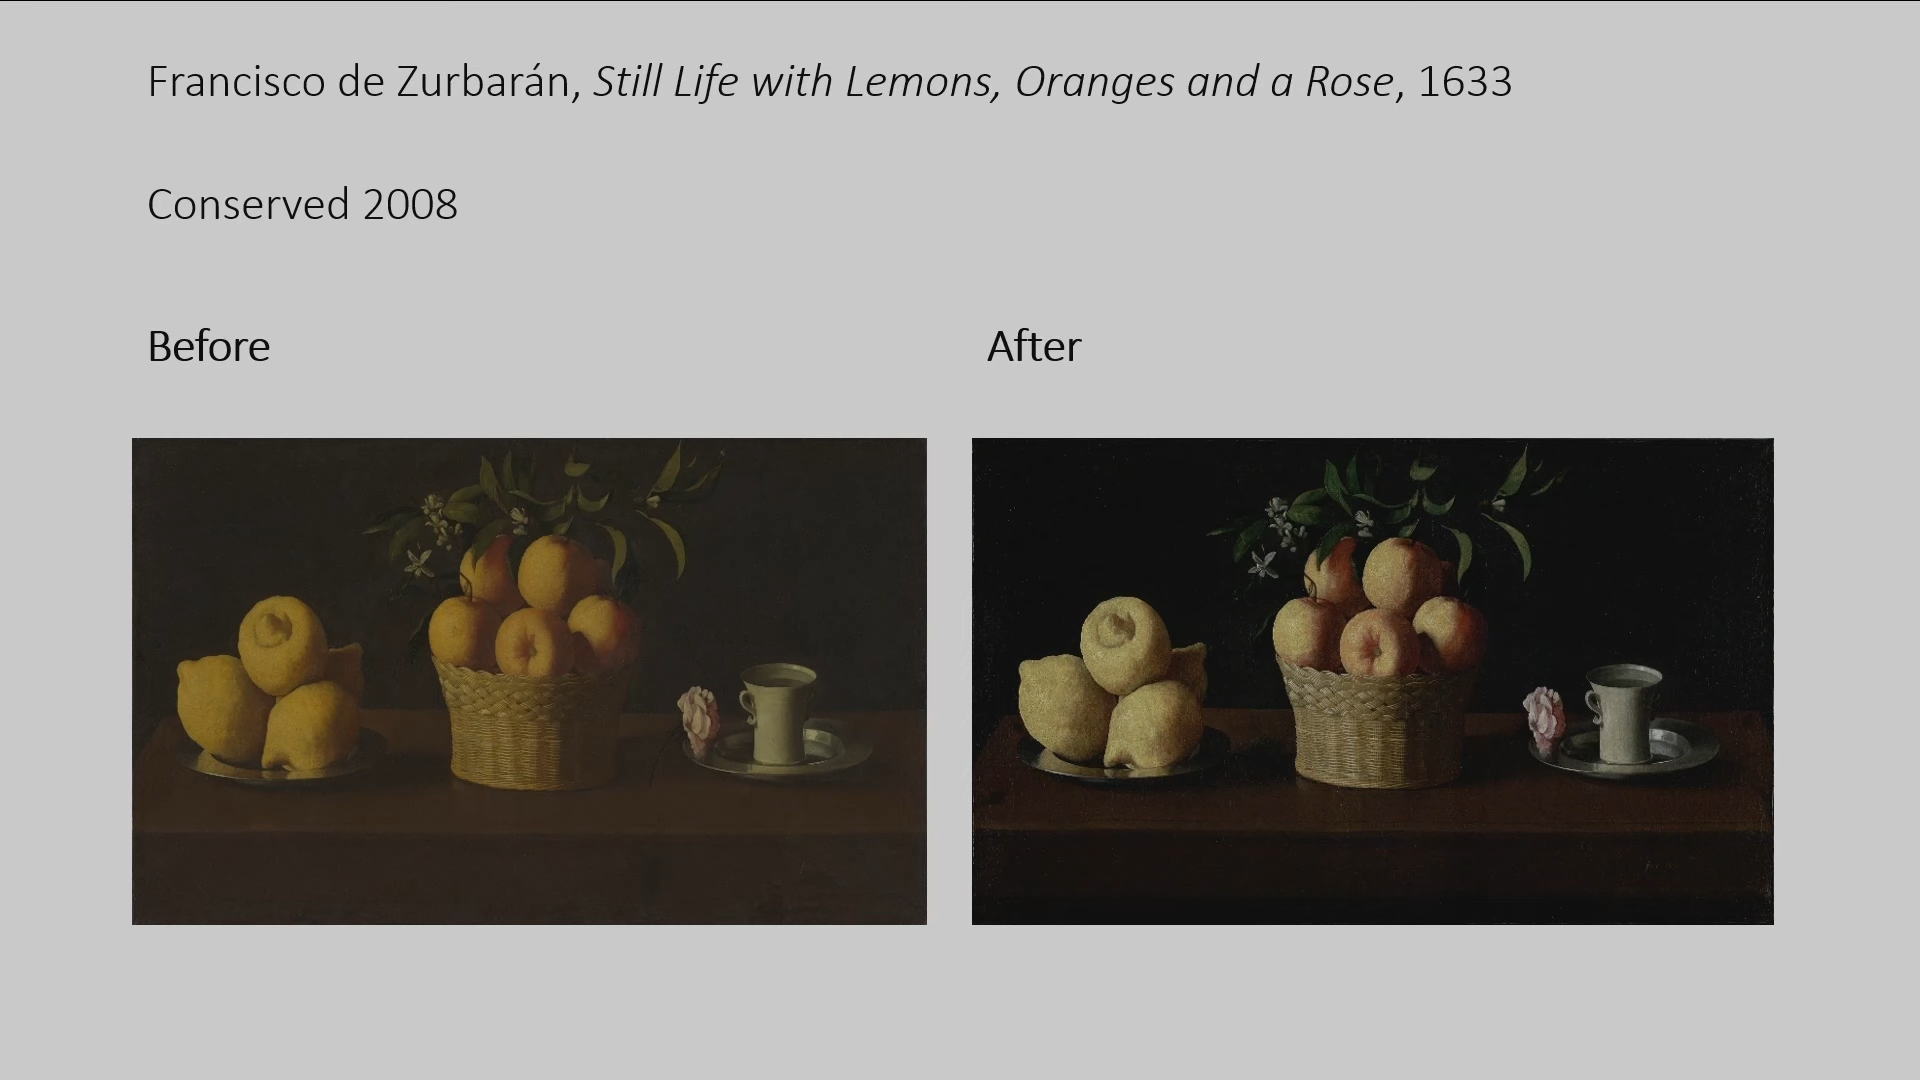 Francisco de Zurbarán, Still Life with Lemons, Oranges and a Rose, 1633
Conserved 2008
Before
After